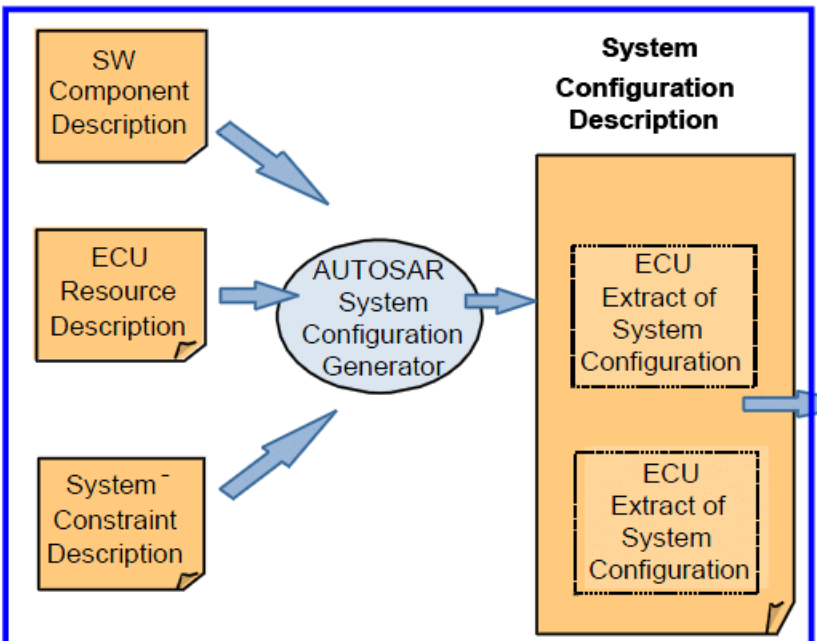 SW
Component
Description
ECU
Resource
Description
System-
Constraint
Description
AUTOSAR
System
Configuration
Generator
System
Configuration
Description
ECU
Extract of
System
Configuration
ECU
Extract of
System
Configuration